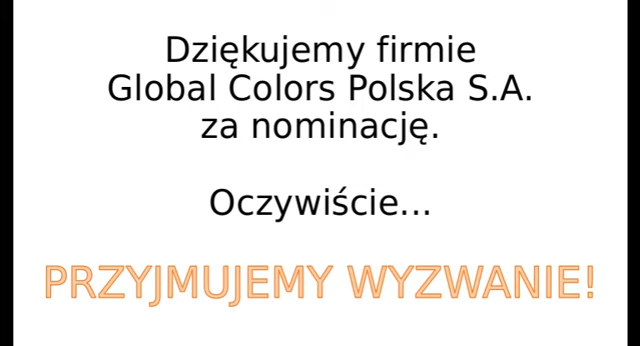 Dziękujemy firmie
Global Colors Polska S.A.
za nominację.
Oczywiście...
PRZYJMUJEMY WYZWANIE!